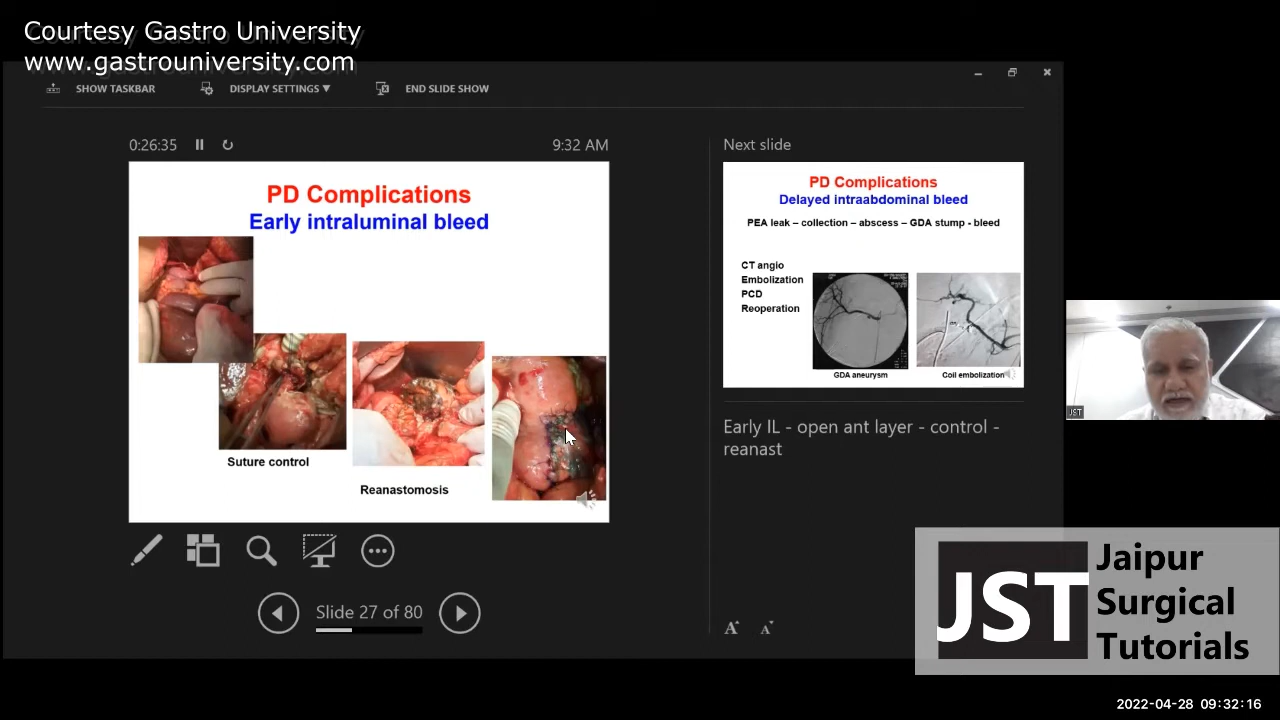 Courtesy Gastro University
www.gastrouniversity.com
SHOW TASKBAR
DISPLAY SETTINGS ▼
END SLIDE SHOW
0:26:35
9:32 AM
PD Complications
Early intraluminal bleed
Suture control
Reanastomosis
Slide 27 of 80
Next slide
PD Complications
Delayed intraabdominal bleed
PEA leak – collection – abscess – GDA stump - bleed
CT angio
Embolization
PCD
Reoperation
GDA aneurysm
Coil embolization
Early IL - open ant layer - control -
reanast
A A
JST
JST
Jaipur
Surgical
Tutorials
2022-04-28 09:32:16